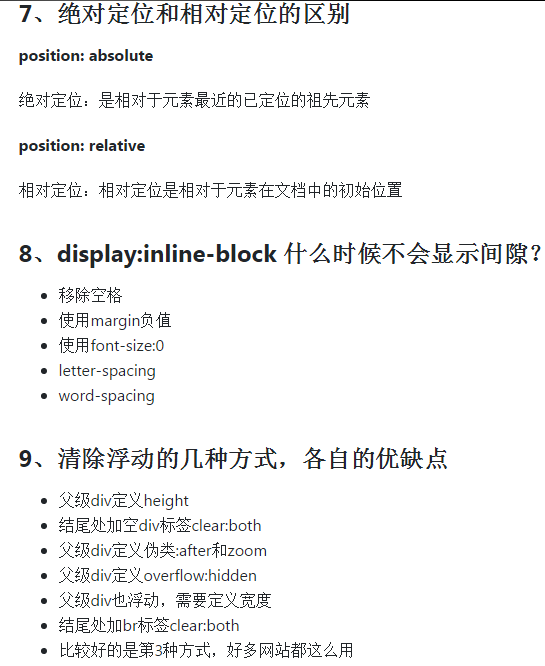 7、绝对定位和相对定位的区别
position: absolute
绝对定位：是相对于元素最近的已定位的祖先元素
position: relative
相对定位：相对定位是相对于元素在文档中的初始位置
8、display:inline-block 什么时候不会显示间隙？
移除空格
使用margin负值
使用font-size:0
letter-spacing
word-spacing
9、清除浮动的几种方式，各自的优缺点
父级div定义height
结尾处加空div标签clear:both
父级div定义伪类:after和zoom
父级div定义overflow:hidden
父级div也浮动，需要定义宽度
结尾处加br标签clear:both
比较好的是第3种方式，好多网站都这么用